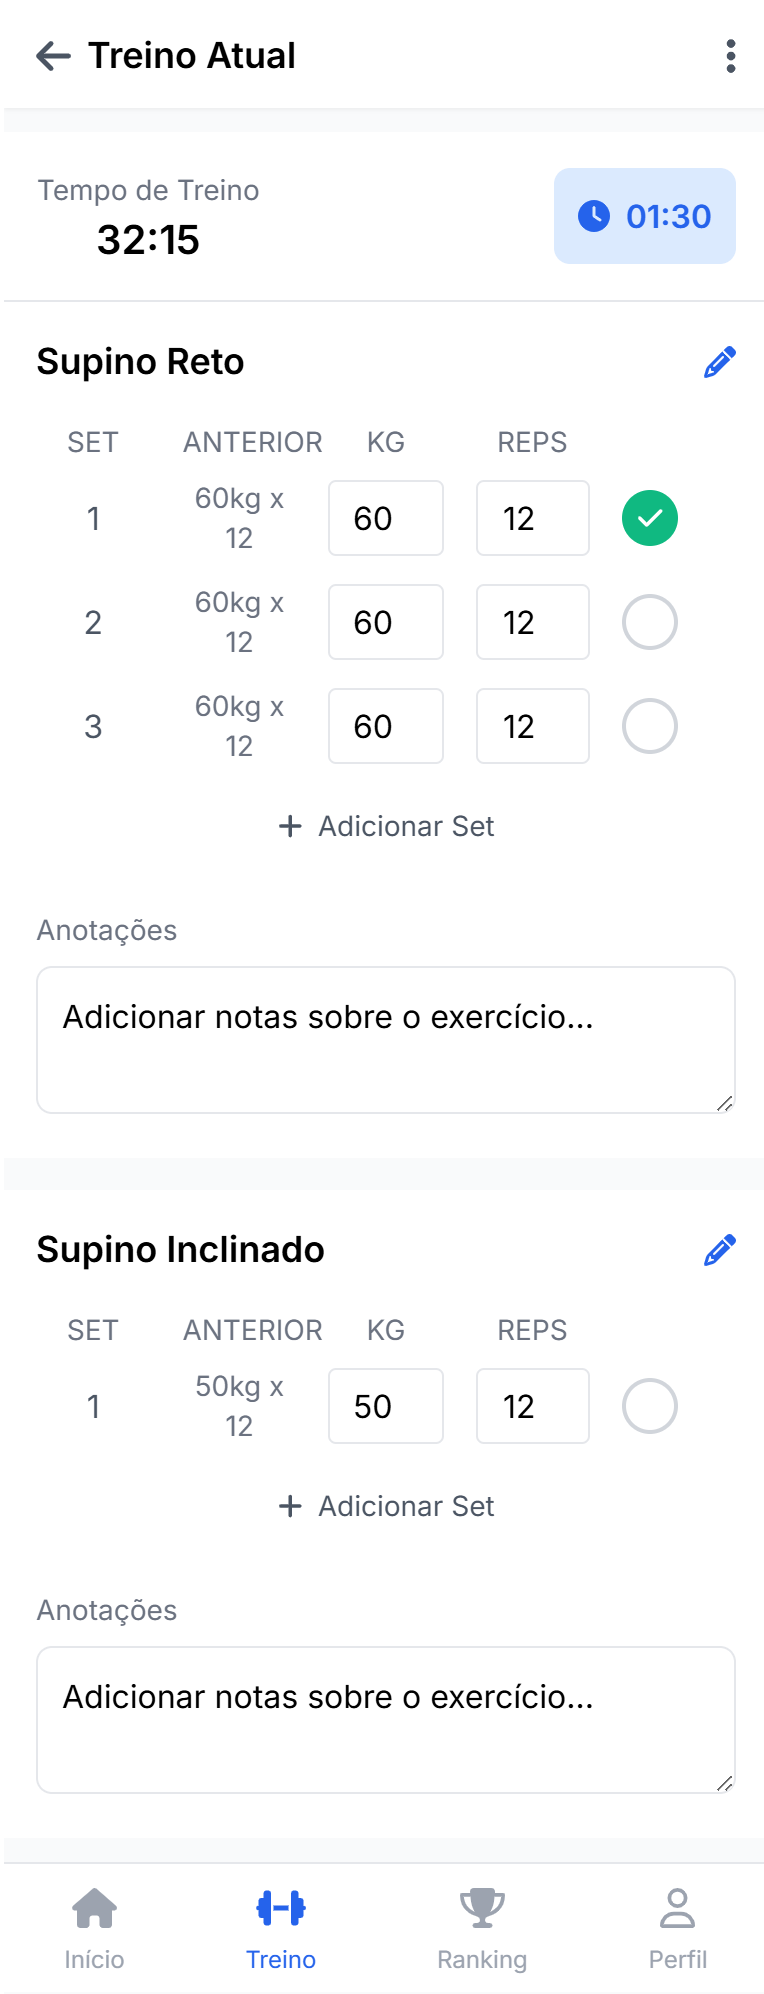 Treino Atual
Tempo de Treino
32:15
01:30
Supino Reto
SET ANTERIOR KG REPS
1 60kg x 12 60 12
2 60kg x 12 60 12
3 60kg x 12 60 12
+ Adicionar Set
Anotações
Adicionar notas sobre o exercício...
Supino Inclinado
SET ANTERIOR KG REPS
1 50kg x 12 50 12
+ Adicionar Set
Anotações
Adicionar notas sobre o exercício...
Início Treino Ranking Perfil